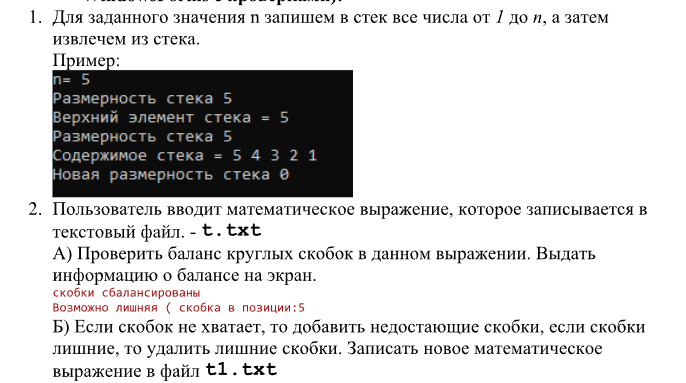 1. Для заданного значения n запишем в стек все числа от 1 до n, а затем
извлечем из стека.
Пример:
n= 5
Размерность стека 5
Верхний элемент стека = 5
Размерность стека 5
Содержимое стека = 5 4 3 2 1
Новая размерность стека 0
2. Пользователь вводит математическое выражение, которое записывается в
текстовый файл. - t.txt
А) Проверить баланс круглых скобок в данном выражении. Выдать
информацию о балансе на экран.
скобки сбалансированы
Возможно лишняя ( скобка в позиции:5
Б) Если скобок не хватает, то добавить недостающие скобки, если скобки
лишние, то удалить лишние скобки. Записать новое математическое
выражение в файл t1.txt